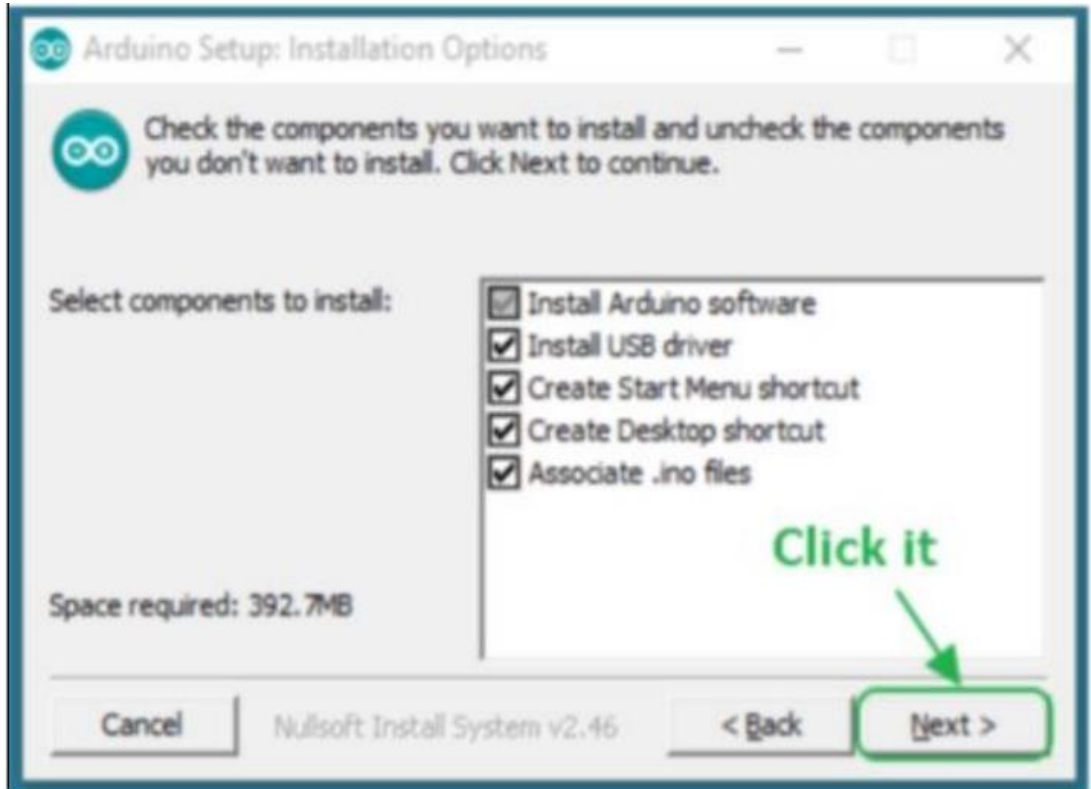 Arduino Setup: Installation Options
Check the components you want to install and uncheck the components
you don't want to install. Click Next to continue.
Select components to install:
Install Arduino software
Install USB driver
Create Start Menu shortcut
Create Desktop shortcut
Associate .ino files
Click it
Space required: 392.7MB
Cancel
Nullsoft Install System v2.46
< Back
Next >